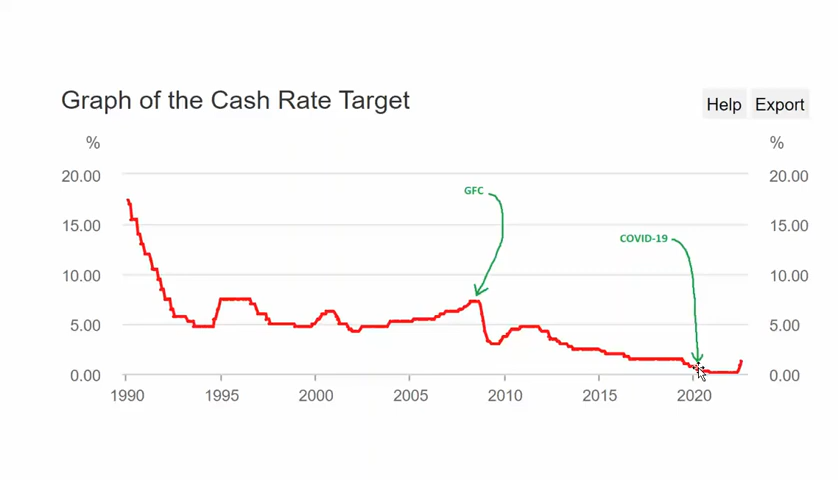 Graph of the Cash Rate Target
Help Export
% %
20.00 GFC 20.00
15.00 COVID-19 15.00
10.00 10.00
5.00 5.00
0.00 0.00
1990 1995 2000 2005 2010 2015 2020